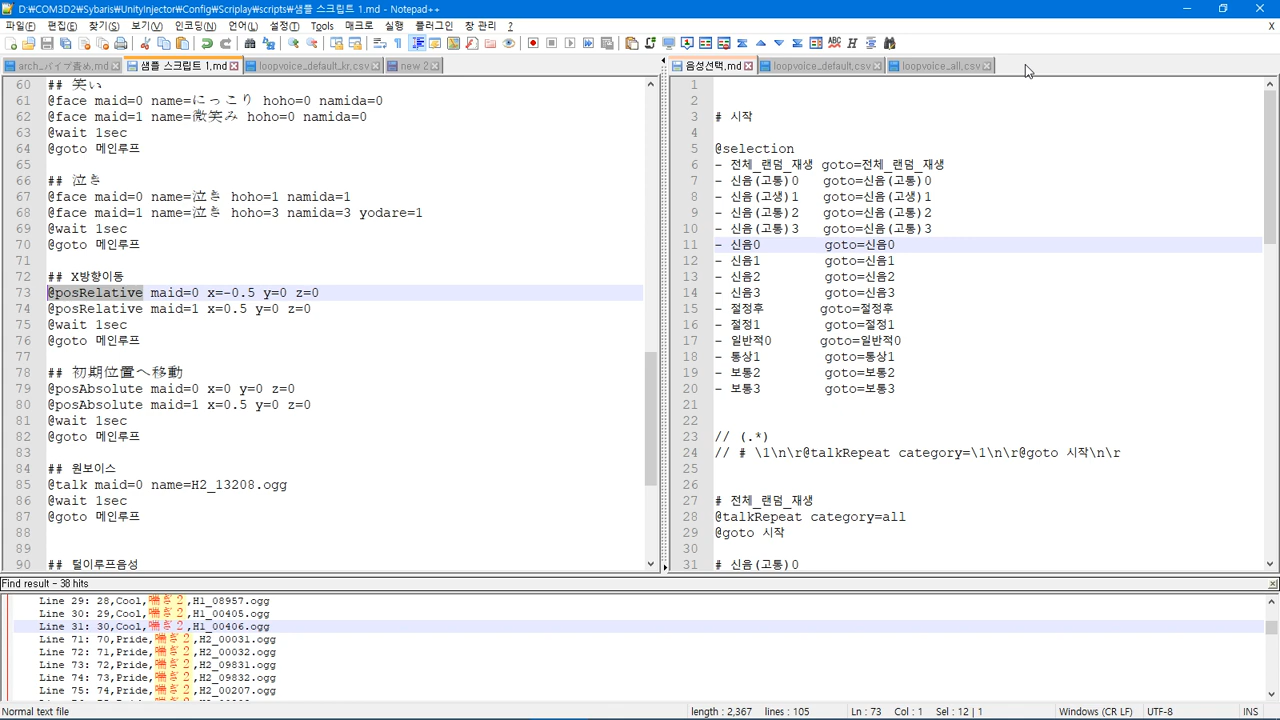 D:\COM3D2\Sybaris\UnityInjector\Config\Scriplay\scripts\샘플 스크립트 1.md - Notepad++
파일(F) 편집(E) 찾기(S) 보기(V) 인코딩(N) 언어(L) 설정(T) Tools 매크로 실행 플러그인 창 관리 ? X
arch_バイブ責め.md 샘플 스크립트 1.md loopvoice_default_kr.csv new 2
음성선택.md loopvoice_default.csv loopvoice_all.csv
60 ## 笑い
61 @face maid=0 name=にっこり hoho=0 namida=0
62 @face maid=1 name=微笑み hoho=0 namida=0
63 @wait 1sec
64 @goto 메인루프
65
66 ## 泣き
67 @face maid=0 name=泣き hoho=1 namida=1
68 @face maid=1 name=泣き hoho=3 namida=3 yodare=1
69 @wait 1sec
70 @goto 메인루프
71
72 ## X방향이동
73 @posRelative maid=0 x=-0.5 y=0 z=0
74 @posRelative maid=1 x=0.5 y=0 z=0
75 @wait 1sec
76 @goto 메인루프
77
78 ## 初期位置へ移動
79 @posAbsolute maid=0 x=0 y=0 z=0
80 @posAbsolute maid=1 x=0.5 y=0 z=0
81 @wait 1sec
82 @goto 메인루프
83
84 ## 원보이스
85 @talk maid=0 name=H2_13208.ogg
86 @wait 1sec
87 @goto 메인루프
88
89
90 ## 털이루프음성
1
2
3 # 시작
4
5 @selection
6 - 전체_랜덤_재생 goto=전체_랜덤_재생
7 - 신음(고통)0 goto=신음(고통)0
8 - 신음(고생)1 goto=신음(고생)1
9 - 신음(고통)2 goto=신음(고통)2
10 - 신음(고통)3 goto=신음(고통)3
11 - 신음0 goto=신음0
12 - 신음1 goto=신음1
13 - 신음2 goto=신음2
14 - 신음3 goto=신음3
15 - 절정후 goto=절정후
16 - 절정1 goto=절정1
17 - 일반적0 goto=일반적0
18 - 통상1 goto=통상1
19 - 보통2 goto=보통2
20 - 보통3 goto=보통3
21
22
23 // (.*)
24 // # \1\n\r@talkRepeat category=\1\n\r@goto 시작\n\r
25
26
27 # 전체_랜덤_재생
28 @talkRepeat category=all
29 @goto 시작
30
31 # 신음(고통)0
Find result - 38 hits
Line 29: 28,Cool,喘ぎ２,H1_08957.ogg
Line 30: 29,Cool,喘ぎ２,H1_00405.ogg
Line 31: 30,Cool,喘ぎ２,H1_00406.ogg
Line 71: 70,Pride,喘ぎ２,H2_00031.ogg
Line 72: 71,Pride,喘ぎ２,H2_00032.ogg
Line 73: 72,Pride,喘ぎ２,H2_09831.ogg
Line 74: 73,Pride,喘ぎ２,H2_09832.ogg
Line 75: 74,Pride,喘ぎ２,H2_00207.ogg
Normal text file length : 2,367 lines : 105 Ln : 73 Col : 1 Sel : 12 | 1 Windows (CR LF) UTF-8 INS